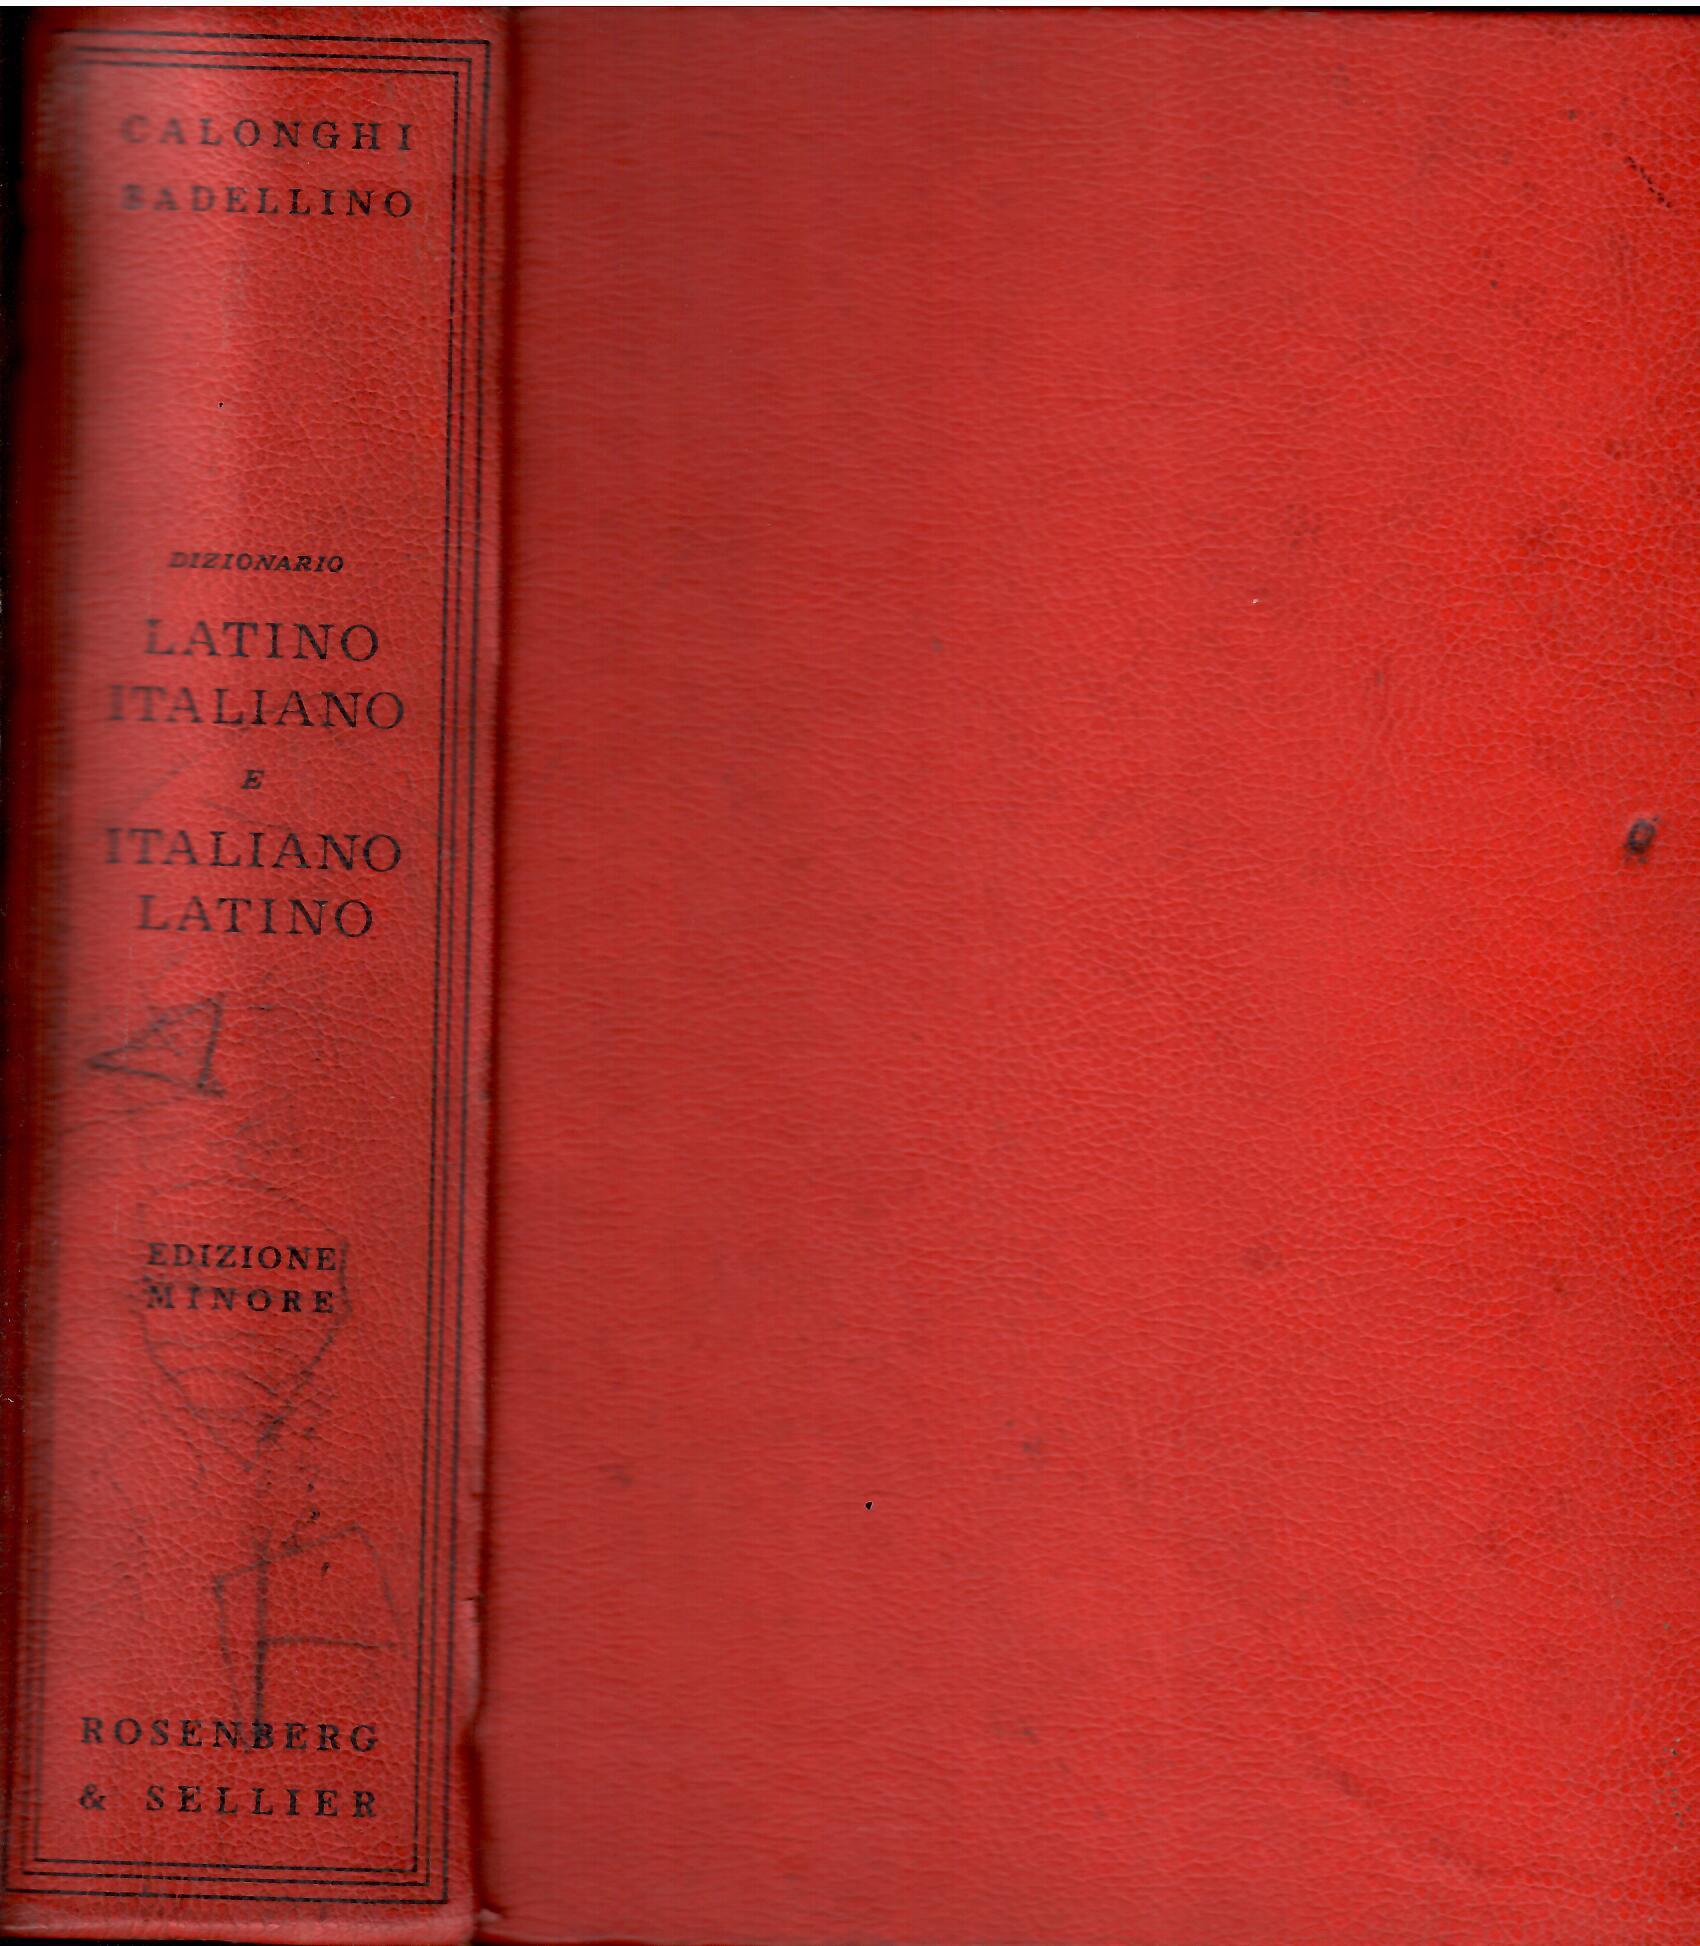 CALONGHI
BADELLINO
DIZIONARIO
LATINO
ITALIANO
E
ITALIANO
LATINO
EDIZIONE
MINORE
ROSENBERG
& SELLIER